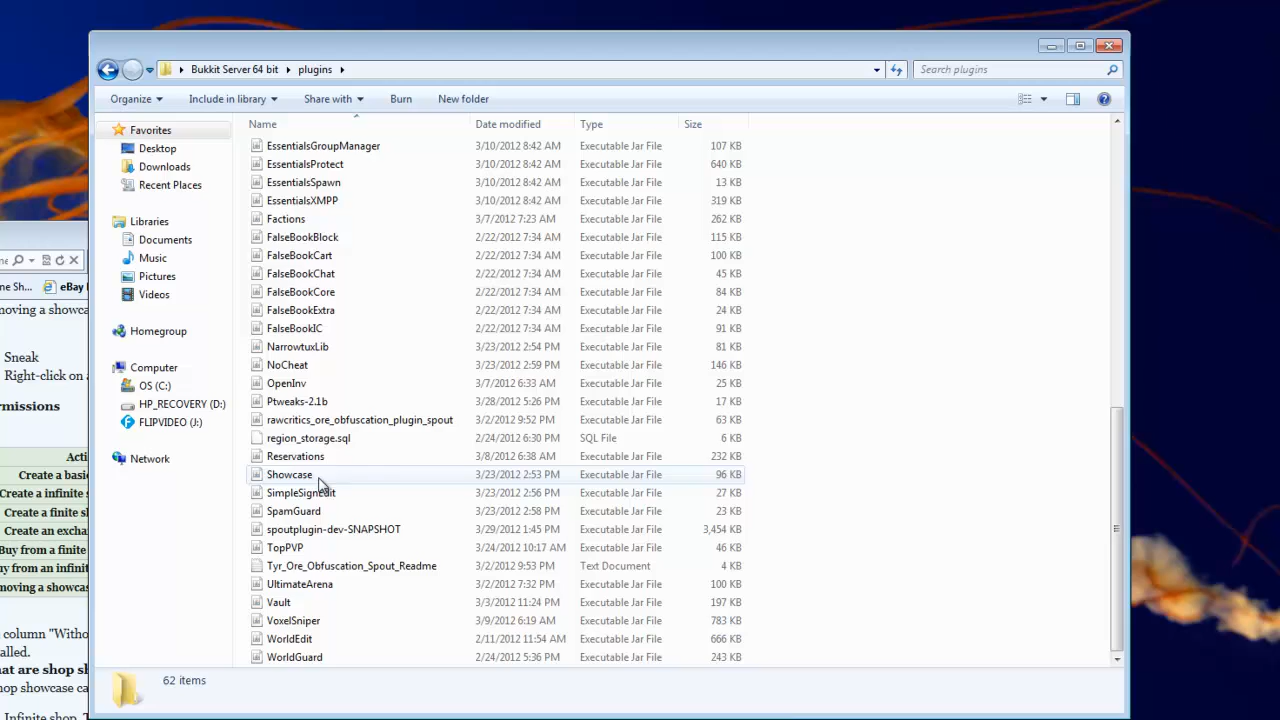 Bukkit Server 64 bit plugins Search plugins
Organize Include in library Share with Burn New folder
Name Date modified Type Size
Favorites
Desktop
Downloads
Recent Places
Libraries
Documents
Music
Pictures
Videos
Homegroup
Computer
OS (C:)
HP_RECOVERY (D:)
FLIPVIDEO (J:)
Network
EssentialsGroupManager 3/10/2012 8:42 AM Executable Jar File 107 KB
EssentialsProtect 3/10/2012 8:42 AM Executable Jar File 640 KB
EssentialsSpawn 3/10/2012 8:42 AM Executable Jar File 13 KB
EssentialsXMPP 3/10/2012 8:42 AM Executable Jar File 319 KB
Factions 3/7/2012 7:23 AM Executable Jar File 262 KB
FalseBookBlock 2/22/2012 7:34 AM Executable Jar File 115 KB
FalseBookCart 2/22/2012 7:34 AM Executable Jar File 100 KB
FalseBookChat 2/22/2012 7:34 AM Executable Jar File 45 KB
FalseBookCore 2/22/2012 7:34 AM Executable Jar File 84 KB
FalseBookExtra 2/22/2012 7:34 AM Executable Jar File 24 KB
FalseBookIC 2/22/2012 7:34 AM Executable Jar File 91 KB
NarrowtuxLib 3/23/2012 2:54 PM Executable Jar File 81 KB
NoCheat 3/23/2012 2:59 PM Executable Jar File 146 KB
OpenInv 3/7/2012 6:33 AM Executable Jar File 25 KB
Ptweaks-2.1b 3/28/2012 5:26 PM Executable Jar File 17 KB
rawcritics_ore_obfuscation_plugin_spout 3/2/2012 9:52 PM Executable Jar File 63 KB
region_storage.sql 2/24/2012 6:30 PM SQL File 6 KB
Reservations 3/8/2012 6:38 AM Executable Jar File 232 KB
Showcase 3/23/2012 2:53 PM Executable Jar File 96 KB
SimpleSignEdit 3/23/2012 2:56 PM Executable Jar File 27 KB
SpamGuard 3/23/2012 2:58 PM Executable Jar File 23 KB
spoutplugin-dev-SNAPSHOT 3/29/2012 1:45 PM Executable Jar File 3,454 KB
TopPVP 3/24/2012 10:17 AM Executable Jar File 46 KB
Tyr_Ore_Obfuscation_Spout_Readme 3/2/2012 9:53 PM Text Document 4 KB
UltimateArena 3/2/2012 7:32 PM Executable Jar File 100 KB
Vault 3/3/2012 11:24 PM Executable Jar File 197 KB
VoxelSniper 3/9/2012 6:19 AM Executable Jar File 783 KB
WorldEdit 2/11/2012 11:54 AM Executable Jar File 666 KB
WorldGuard 2/24/2012 5:36 PM Executable Jar File 243 KB
62 items
ne Sh... eBay
moving a showca
Sneak
Right-click on
rmissions
Acti
Create a basi
Create a infinite s
Create a finite sh
Create an exchan
Buy from a finite
uy from an infinit
moving a showcas
column "Witho
alled.
hat are shop sh
hop showcase ca
Infinite shop. T